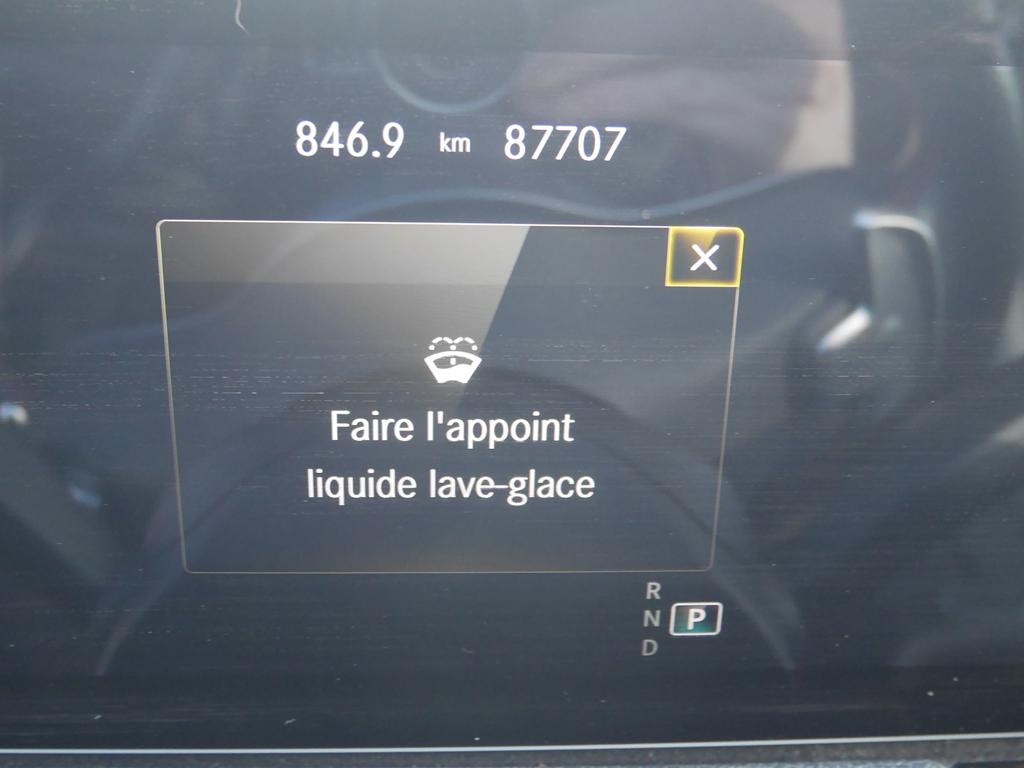 846.9 km 87707
Faire l'appoint
liquide lave-glace
R
N P
D